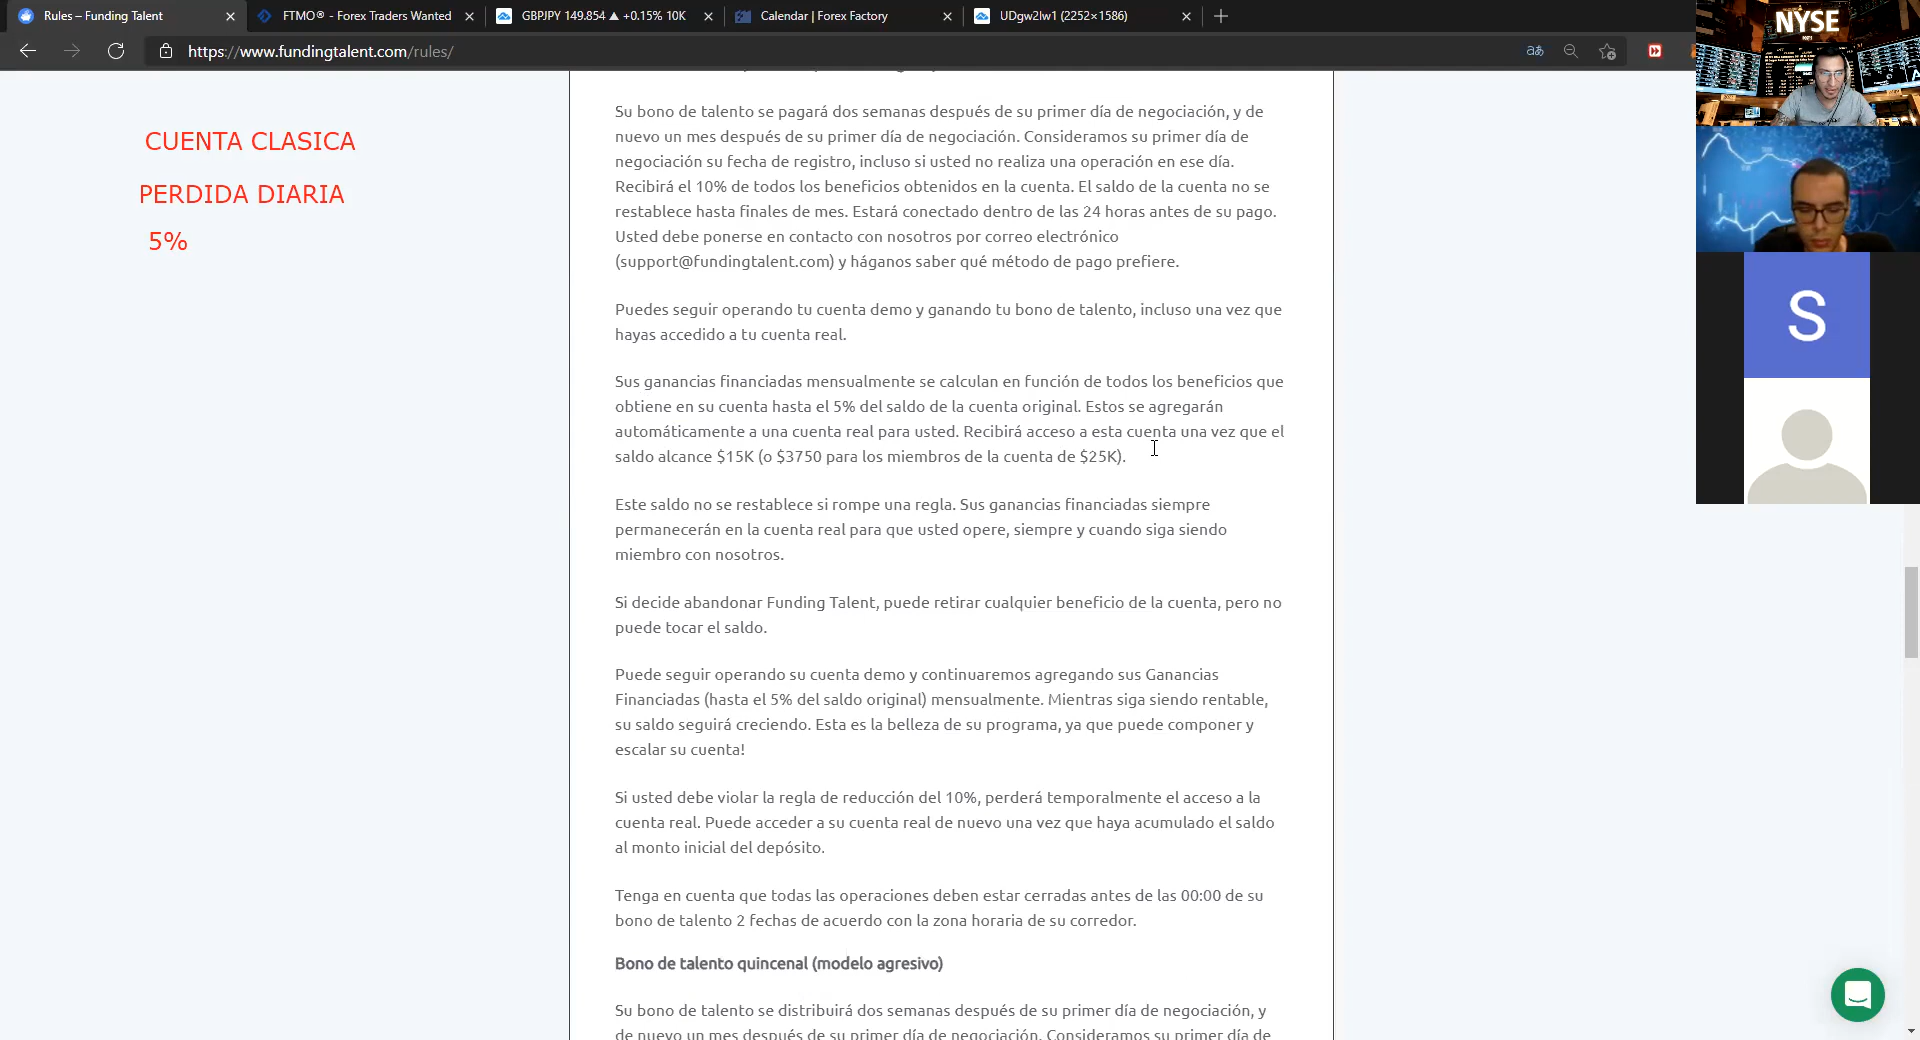 Rules – Funding Talent
FTMO® - Forex Traders Wanted
GBPJPY 149.854 ▲ +0.15% 10K
Calendar | Forex Factory
UDgw2lw1 (2252×1586)
https://www.fundingtalent.com/rules/
NYSE
CUENTA CLASICA
PERDIDA DIARIA
5%
Su bono de talento se pagará dos semanas después de su primer día de negociación, y de
nuevo un mes después de su primer día de negociación. Consideramos su primer día de
negociación su fecha de registro, incluso si usted no realiza una operación en ese día.
Recibirá el 10% de todos los beneficios obtenidos en la cuenta. El saldo de la cuenta no se
restablece hasta finales de mes. Estará conectado dentro de las 24 horas antes de su pago.
Usted debe ponerse en contacto con nosotros por correo electrónico
(support@fundingtalent.com) y háganos saber qué método de pago prefiere.
Puedes seguir operando tu cuenta demo y ganando tu bono de talento, incluso una vez que
hayas accedido a tu cuenta real.
Sus ganancias financiadas mensualmente se calculan en función de todos los beneficios que
obtiene en su cuenta hasta el 5% del saldo de la cuenta original. Estos se agregarán
automáticamente a una cuenta real para usted. Recibirá acceso a esta cuenta una vez que el
saldo alcance $15K (o $3750 para los miembros de la cuenta de $25K).
Este saldo no se restablece si rompe una regla. Sus ganancias financiadas siempre
permanecerán en la cuenta real para que usted opere, siempre y cuando siga siendo
miembro con nosotros.
Si decide abandonar Funding Talent, puede retirar cualquier beneficio de la cuenta, pero no
puede tocar el saldo.
Puede seguir operando su cuenta demo y continuaremos agregando sus Ganancias
Financiadas (hasta el 5% del saldo original) mensualmente. Mientras siga siendo rentable,
su saldo seguirá creciendo. Esta es la belleza de su programa, ya que puede componer y
escalar su cuenta!
Si usted debe violar la regla de reducción del 10%, perderá temporalmente el acceso a la
cuenta real. Puede acceder a su cuenta real de nuevo una vez que haya acumulado el saldo
al monto inicial del depósito.
Tenga en cuenta que todas las operaciones deben estar cerradas antes de las 00:00 de su
bono de talento 2 fechas de acuerdo con la zona horaria de su corredor.
Bono de talento quincenal (modelo agresivo)
Su bono de talento se distribuirá dos semanas después de su primer día de negociación, y
de nuevo un mes después de su primer día de negociación. Consideramos su primer día de
S